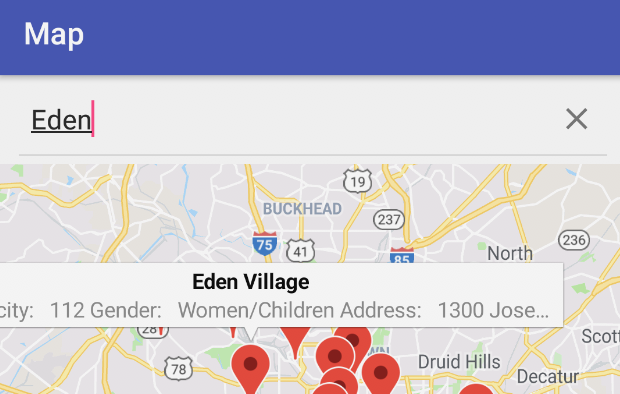 Map
Eden
19
BUCKHEAD
237
75
41
85
236
North
Eden Village
city: 112 Gender: Women/Children Address: 1300 Jose...
28
Scott
78
Druid Hills
Decatur